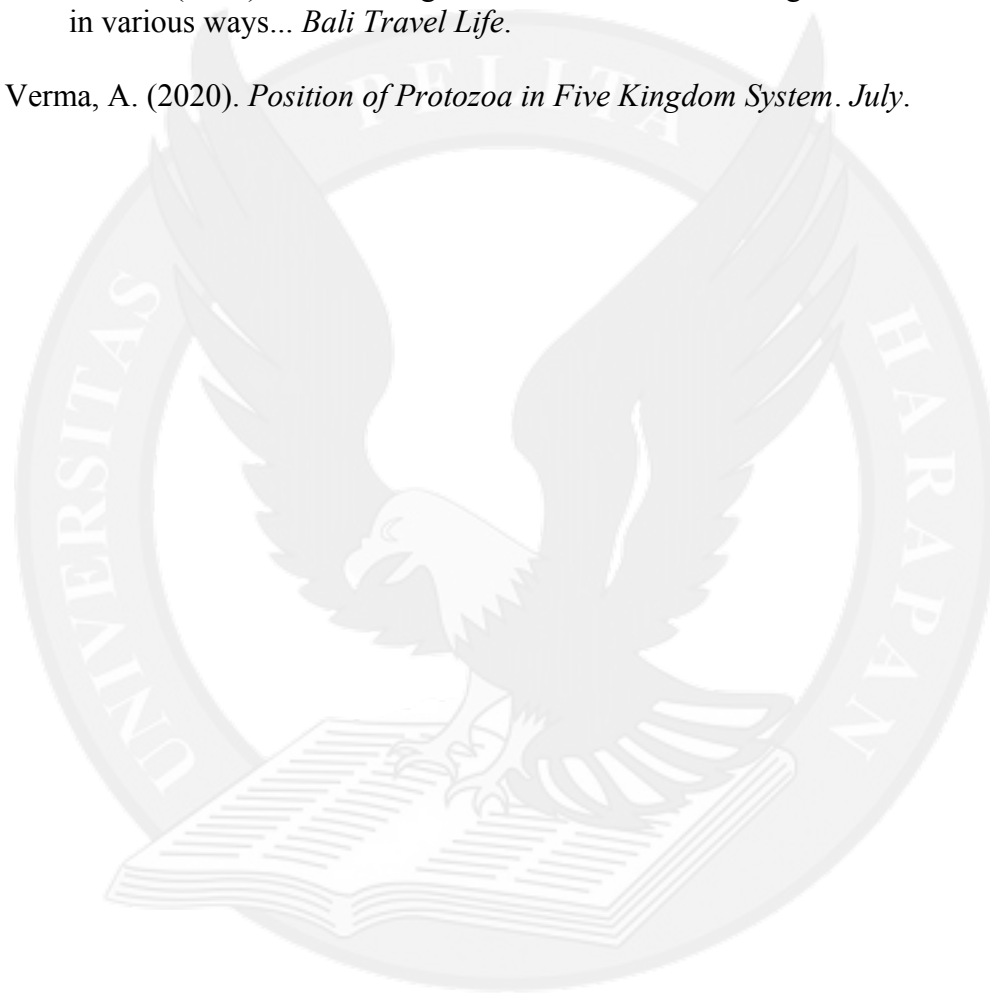 in various ways... Bali Travel Life.
Verma, A. (2020). Position of Protozoa in Five Kingdom System. July.
UNIVERSITAS PELITA HARAPAN